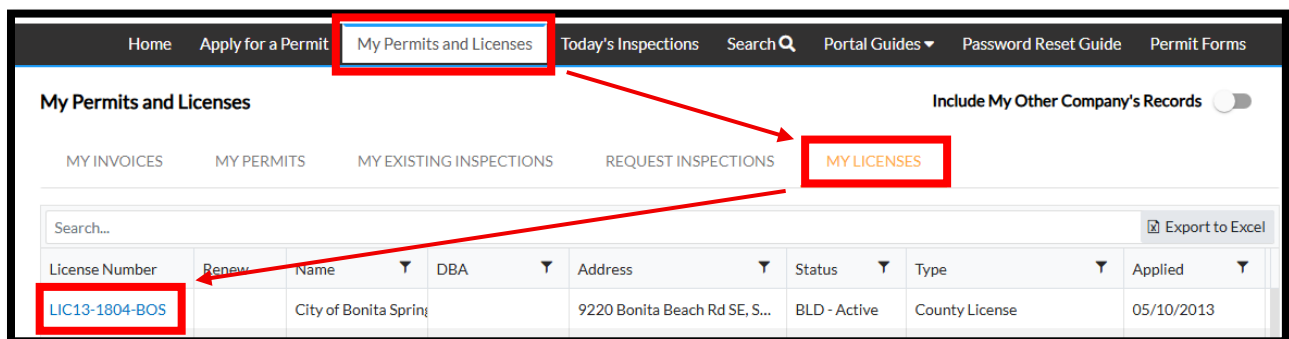 Home Apply for a Permit My Permits and Licenses Today's Inspections Search Portal Guides Password Reset Guide Permit Forms
My Permits and Licenses Include My Other Company's Records
MY INVOICES MY PERMITS MY EXISTING INSPECTIONS REQUEST INSPECTIONS MY LICENSES
Search... Export to Excel
License Number Renew Name DBA Address Status Type Applied
LIC13-1804-BOS City of Bonita Spring 9220 Bonita Beach Rd SE, S... BLD - Active County License 05/10/2013